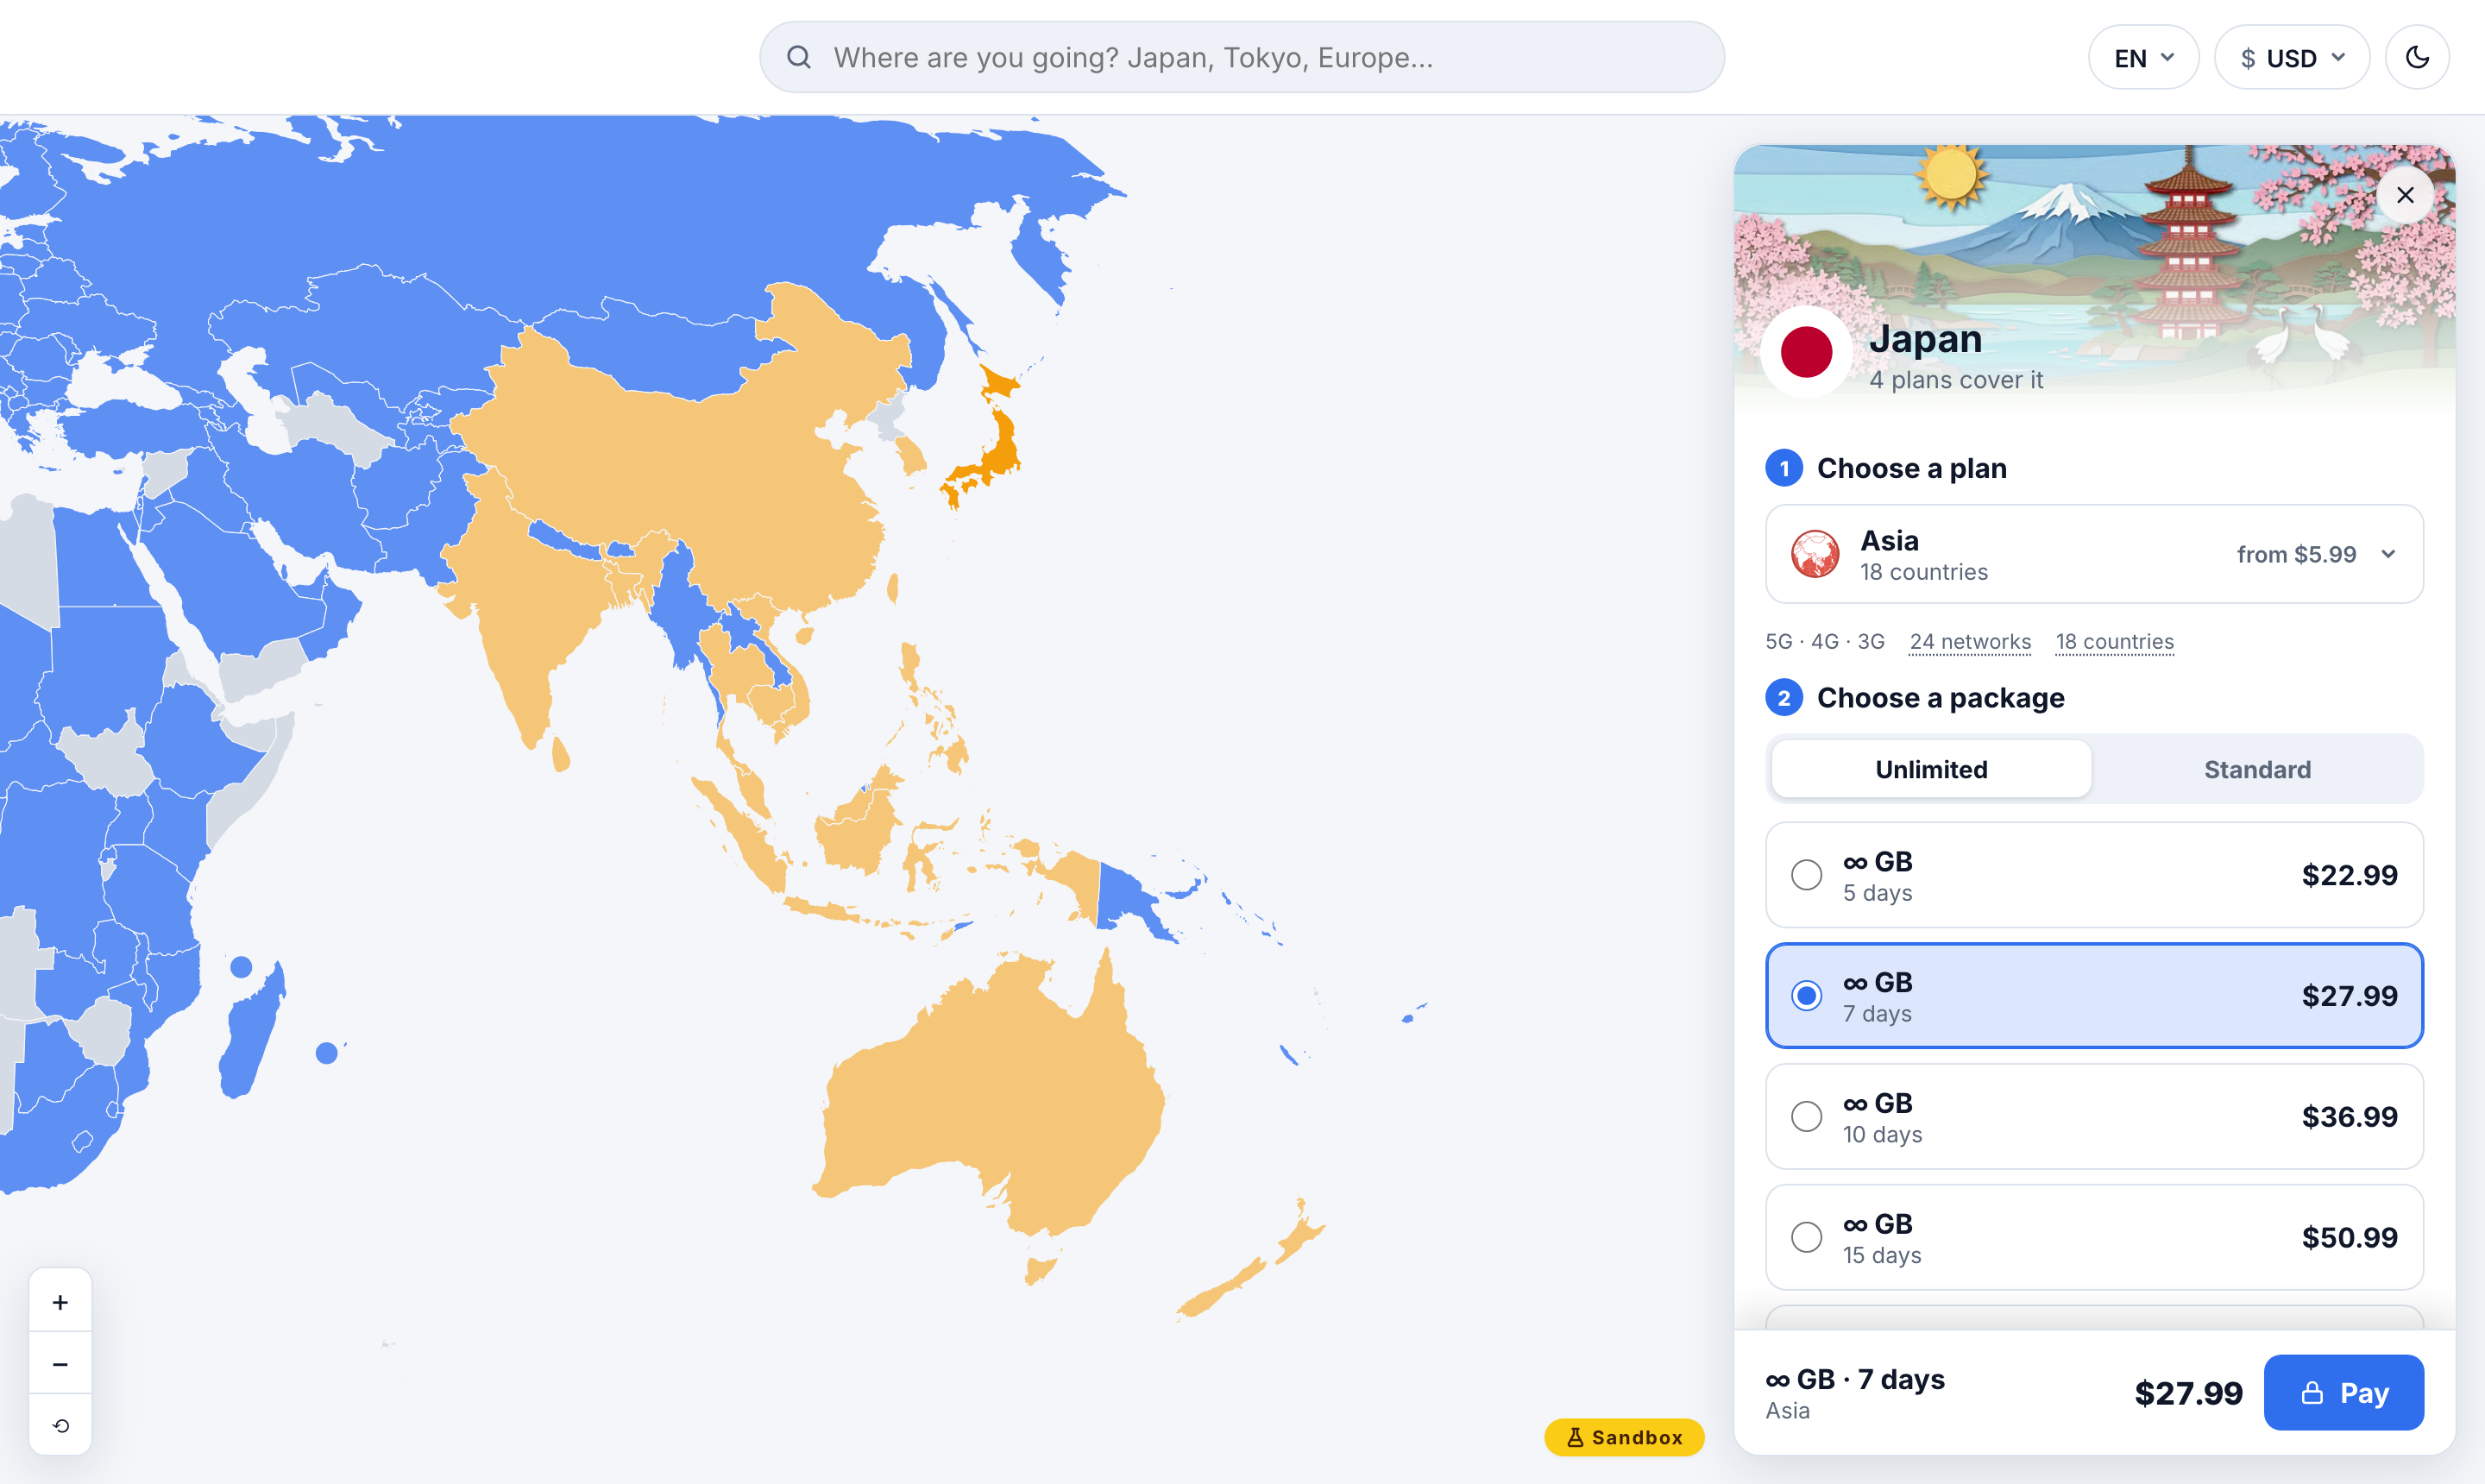 Where are you going? Japan, Tokyo, Europe...
EN
$ USD
Japan
4 plans cover it
1 Choose a plan
Asia
18 countries
from $5.99
5G · 4G · 3G 24 networks 18 countries
2 Choose a package
Unlimited Standard
∞ GB
5 days
$22.99
∞ GB
7 days
$27.99
∞ GB
10 days
$36.99
∞ GB
15 days
$50.99
∞ GB · 7 days
Asia
$27.99
Pay
+
−
Sandbox